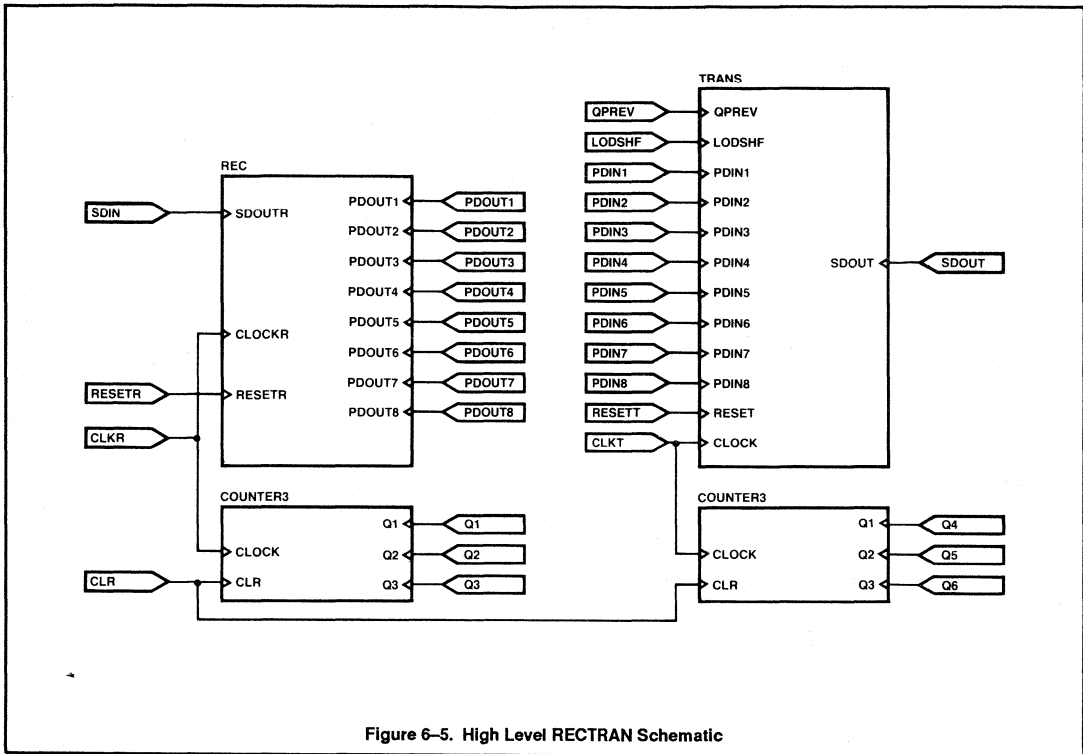 REC
SDIN
SDOUTR
CLOCKR
RESETR
RESETR
CLKR
PDOUT1
PDOUT1
PDOUT2
PDOUT2
PDOUT3
PDOUT3
PDOUT4
PDOUT4
PDOUT5
PDOUT5
PDOUT6
PDOUT6
PDOUT7
PDOUT7
PDOUT8
PDOUT8
COUNTER3
CLOCK
CLR
CLR
Q1
Q1
Q2
Q2
Q3
Q3
TRANS
QPREV
QPREV
LODSHF
LODSHF
PDIN1
PDIN1
PDIN2
PDIN2
PDIN3
PDIN3
PDIN4
PDIN4
PDIN5
PDIN5
PDIN6
PDIN6
PDIN7
PDIN7
PDIN8
PDIN8
RESETT
RESET
CLKT
CLOCK
SDOUT
SDOUT
COUNTER3
CLOCK
CLR
Q1
Q4
Q2
Q5
Q3
Q6
Figure 6–5. High Level RECTRAN Schematic